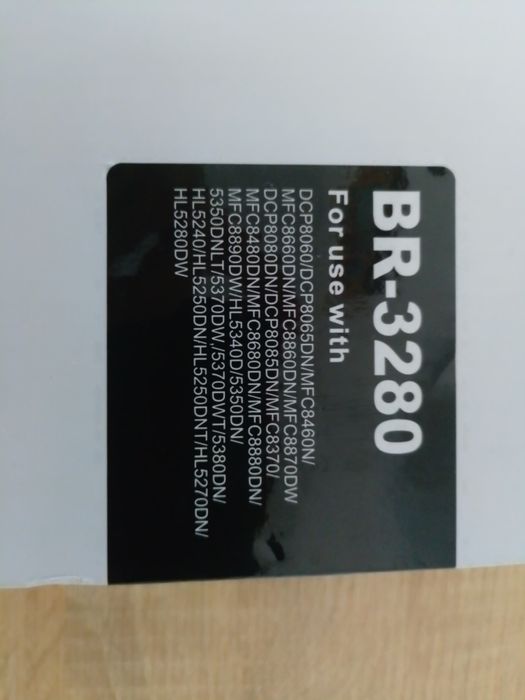 BR-3280
For use with
DCP8060/DCP8065DN/MFC8460N/
MFC8660DN/MFC8860DN/MFC8870DW
DCP8080DN/DCP8085DN/MFC8370/
MFC8480DN/MFC8080DN/MFC8880DN/
MFC8890DW/HL5340D/5350DN/
5350DNLT/5370DW,/5370DWT/5380DN/
HL5240/HL5250DN/HL5250DNT/HL5270DN/
HL5280DW